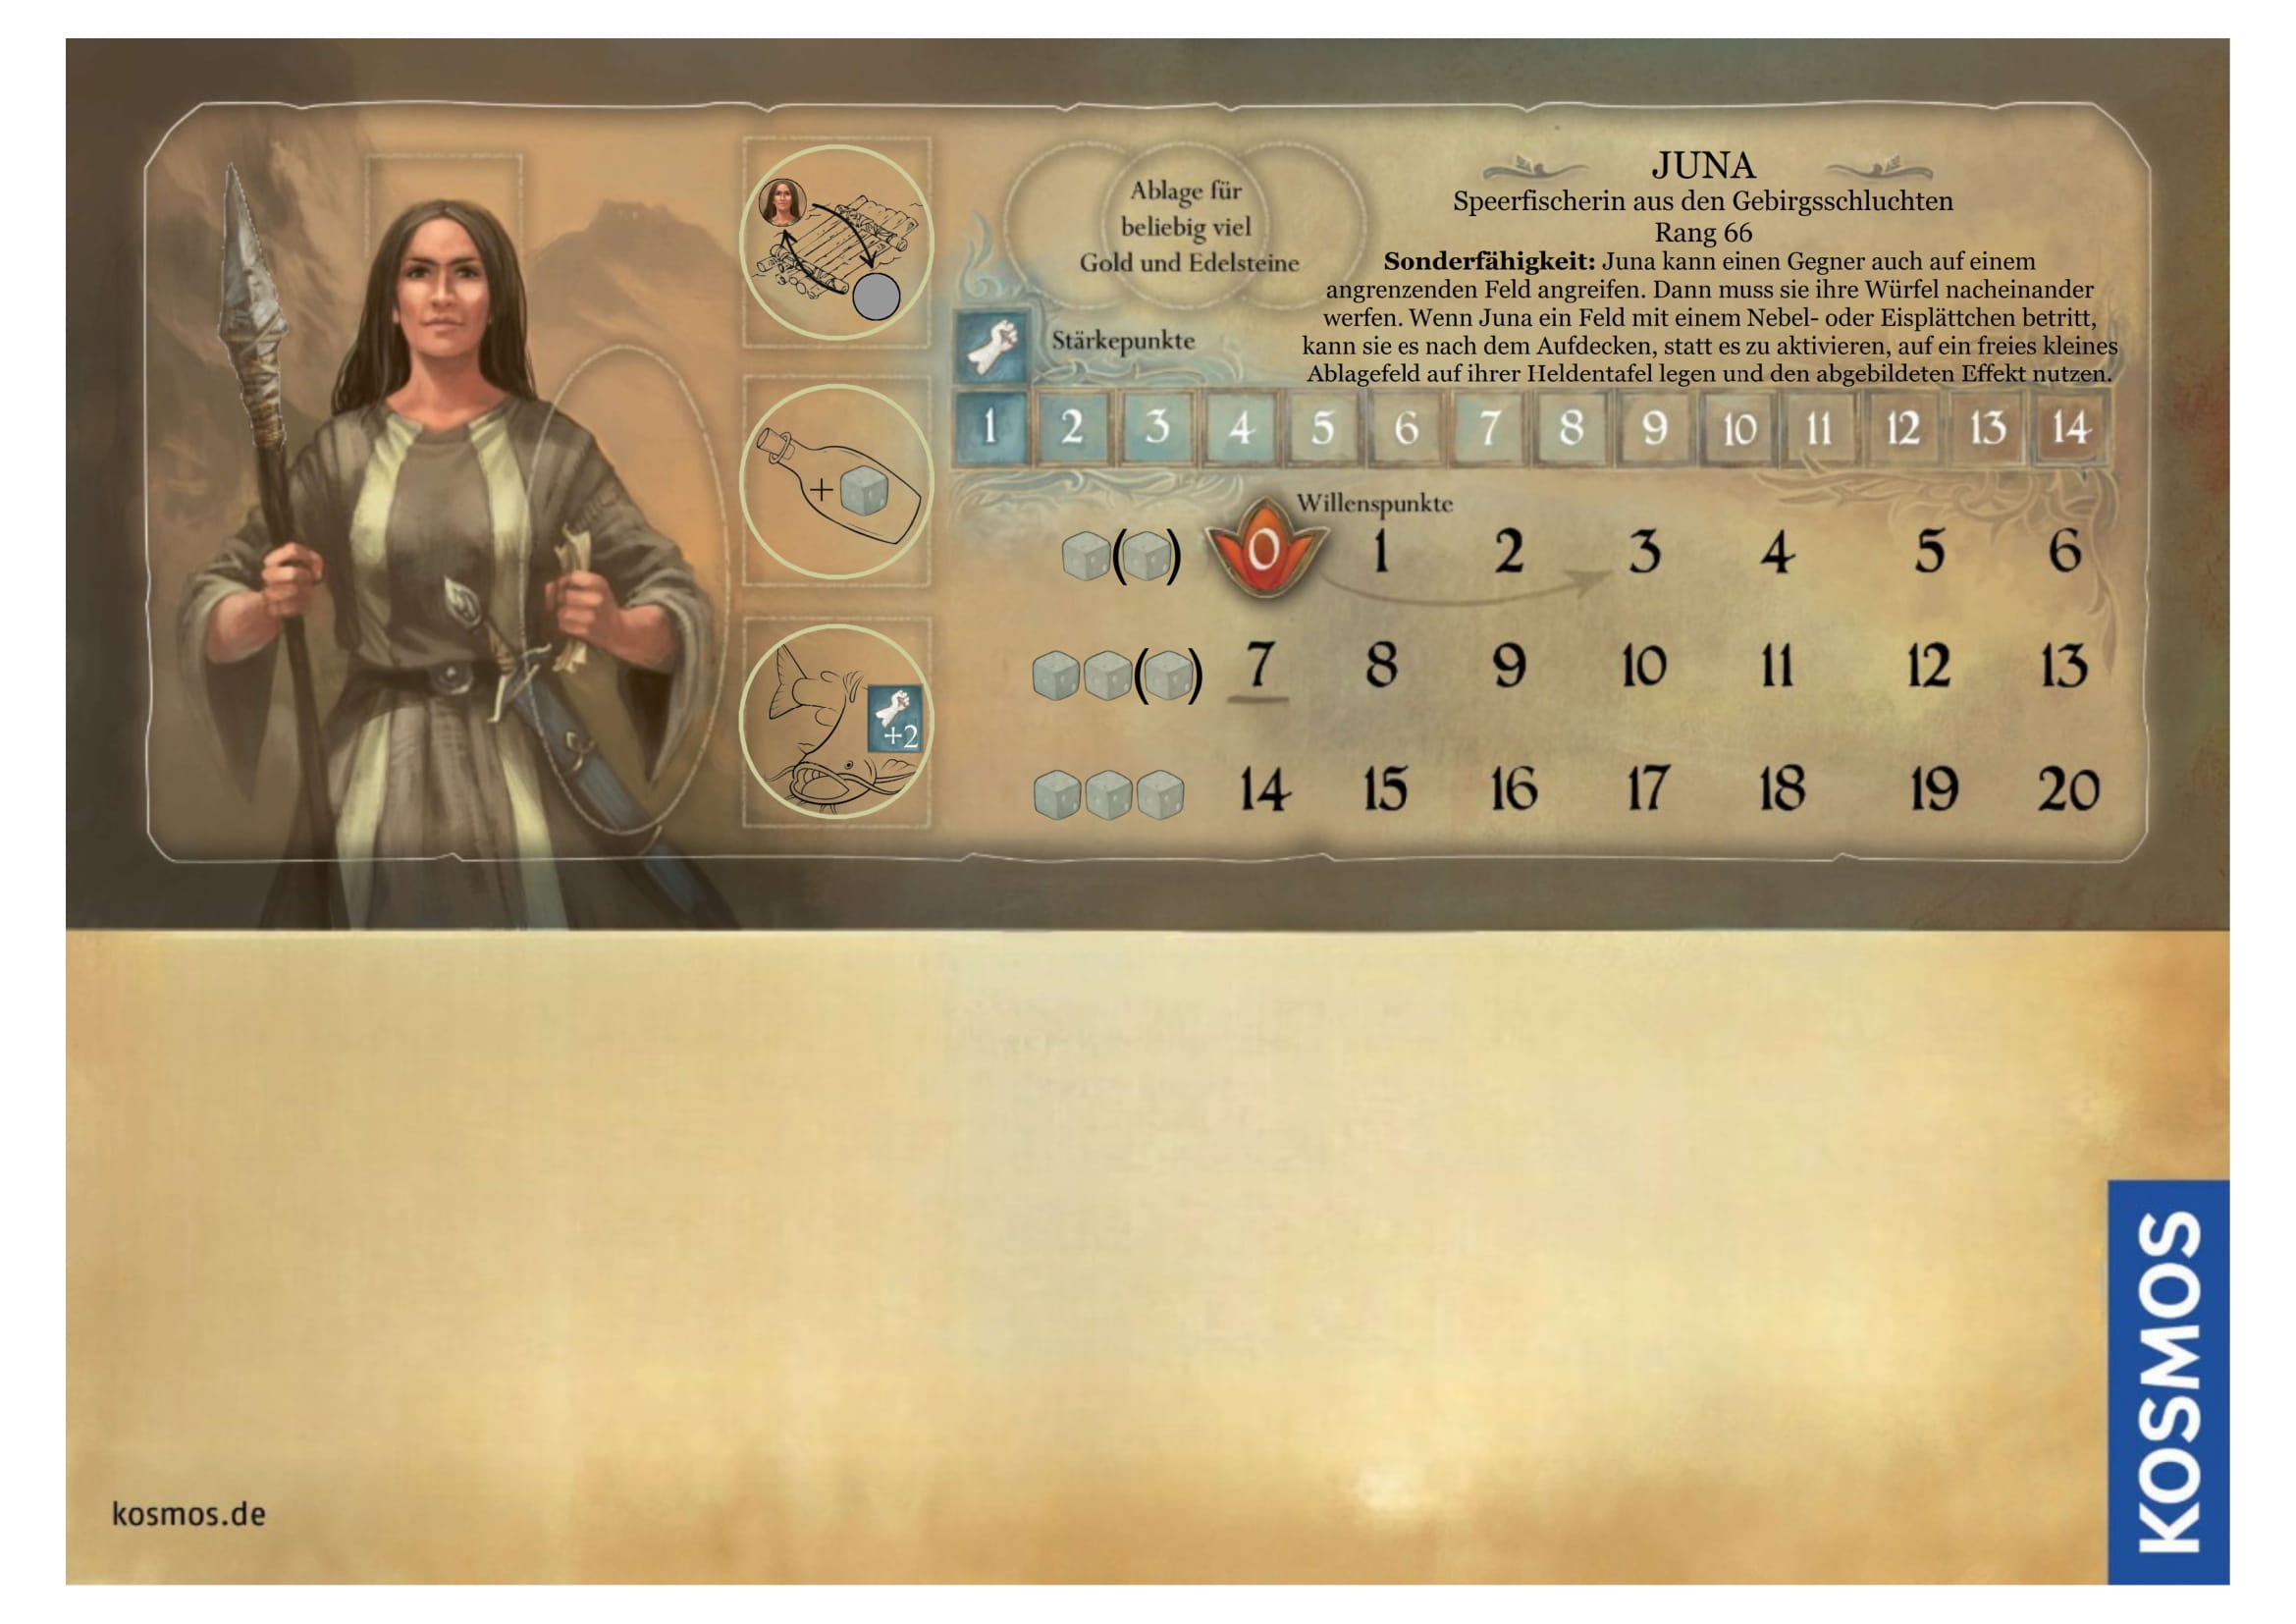 Ablage für
beliebig viel
Gold und Edelsteine
JUNA
Speerfischerin aus den Gebirgsschluchten
Rang 66
Sonderfähigkeit: Juna kann einen Gegner auch auf einem
angrenzenden Feld angreifen. Dann muss sie ihre Würfel nacheinander
werfen. Wenn Juna ein Feld mit einem Nebel- oder Eisplättchen betritt,
kann sie es nach dem Aufdecken, statt es zu aktivieren, auf ein freies kleines
Ablagefeld auf ihrer Heldentafel legen und den abgebildeten Effekt nutzen.
Stärkepunkte
1 2 3 4 5 6 7 8 9 10 11 12 13 14
+
Willenspunkte
( ) 0 1 2 3 4 5 6
( ) 7 8 9 10 11 12 13
+2
14 15 16 17 18 19 20
kosmos.de
KOSMOS